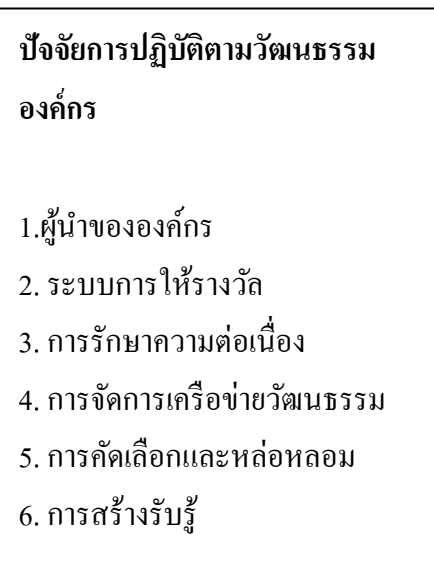 ปัจจัยการปฏิบัติตามวัฒนธรรม
องค์กร
1.ผู้นำขององค์กร
2. ระบบการให้รางวัล
3. การรักษาความต่อเนื่อง
4. การจัดการเครือข่ายวัฒนธรรม
5. การคัดเลือกและหล่อหลอม
6. การสร้างรับรู้